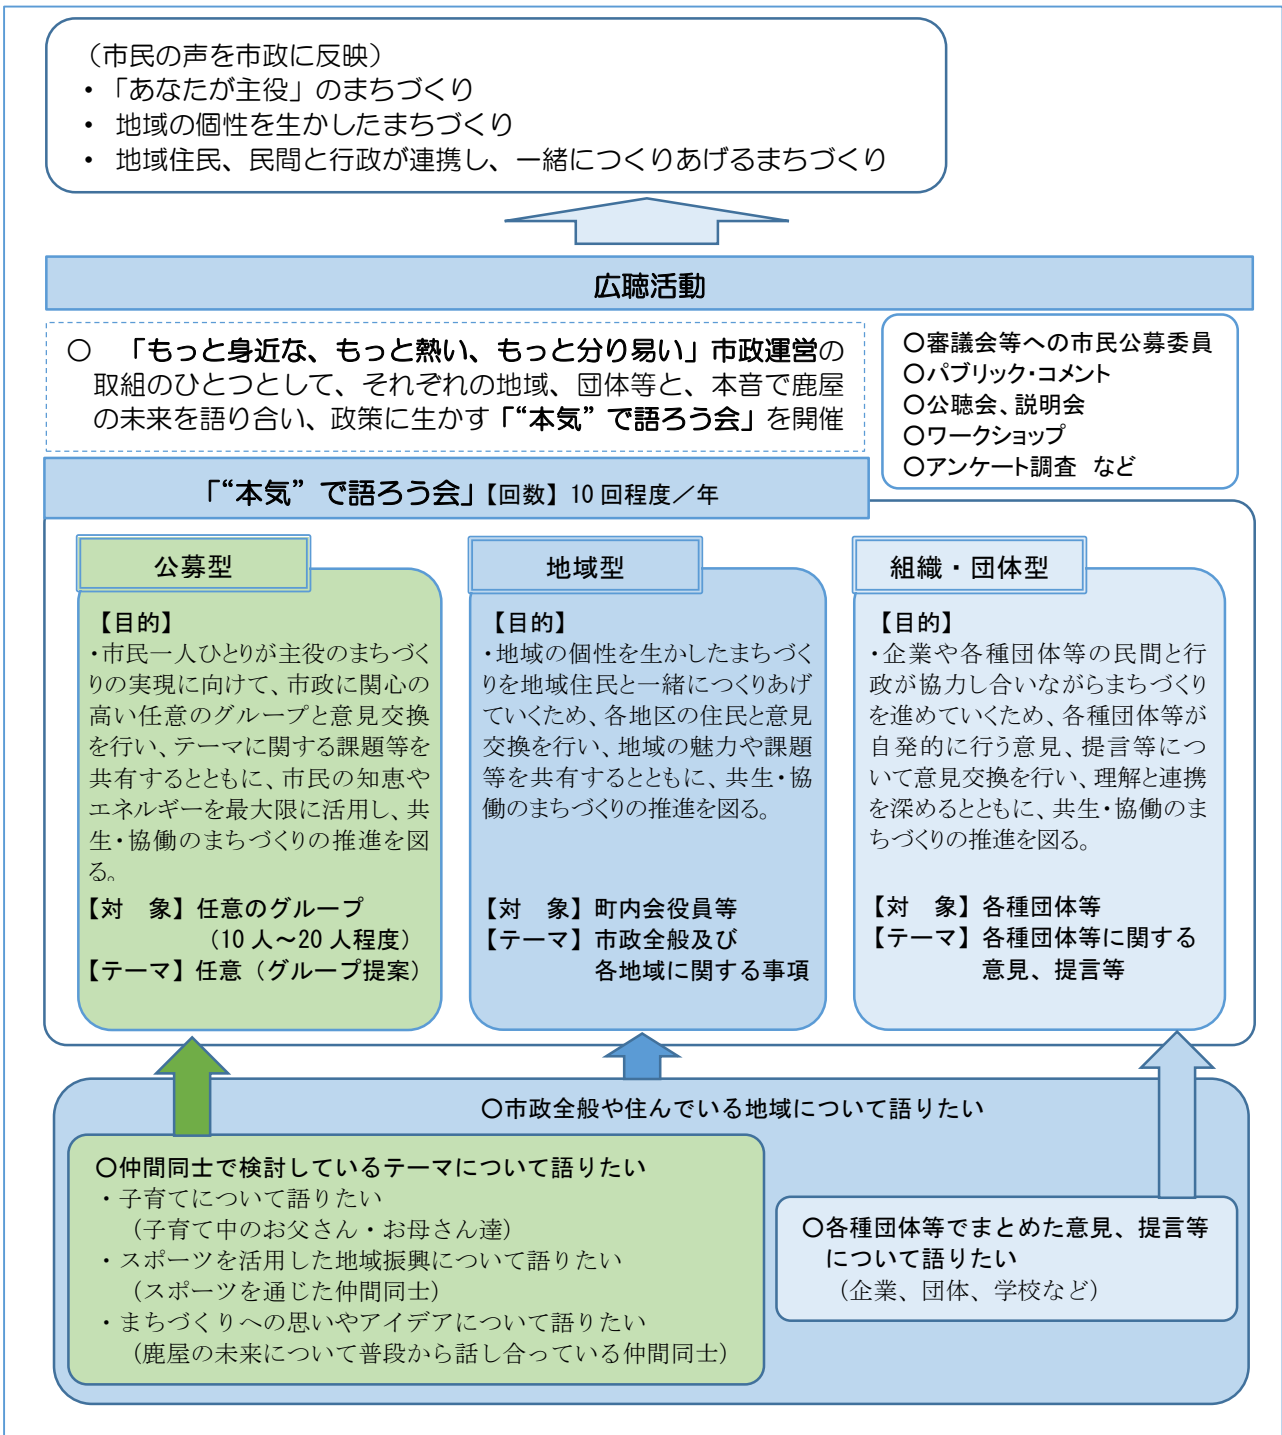 （市民の声を市政に反映）
・「あなたが主役」のまちづくり
・ 地域の個性を生かしたまちづくり
・ 地域住民、民間と行政が連携し、一緒につくりあげるまちづくり
広聴活動
〇 「もっと身近な、もっと熱い、もっと分り易い」市政運営の
取組のひとつとして、それぞれの地域、団体等と、本音で鹿屋
の未来を語り合い、政策に生かす「“本気”で語ろう会」を開催
〇審議会等への市民公募委員
〇パブリック・コメント
〇公聴会、説明会
〇ワークショップ
〇アンケート調査 など
「“本気”で語ろう会」【回数】10回程度／年
公募型
【目的】
・市民一人ひとりが主役のまちづく
りの実現に向けて、市政に関心の
高い任意のグループと意見交換
を行い、テーマに関する課題等を
共有するとともに、市民の知恵や
エネルギーを最大限に活用し、共
生・協働のまちづくりの推進を図
る。
【対 象】任意のグループ
（10人～20人程度）
【テーマ】任意（グループ提案）
地域型
【目的】
・地域の個性を生かしたまちづく
りを地域住民と一緒につくりあげ
ていくため、各地区の住民と意見
交換を行い、地域の魅力や課題
等を共有するとともに、共生・協
働のまちづくりの推進を図る。
【対 象】町内会役員等
【テーマ】市政全般及び
各地域に関する事項
組織・団体型
【目的】
・企業や各種団体等の民間と行
政が協力し合いながらまちづくり
を進めていくため、各種団体等が
自発的に行う意見、提言等につ
いて意見交換を行い、理解と連携
を深めるとともに、共生・協働のま
ちづくりの推進を図る。
【対 象】各種団体等
【テーマ】各種団体等に関する
意見、提言等
〇市政全般や住んでいる地域について語りたい
〇仲間同士で検討しているテーマについて語りたい
・子育てについて語りたい
（子育て中のお父さん・お母さん達）
・スポーツを活用した地域振興について語りたい
（スポーツを通じた仲間同士）
・まちづくりへの思いやアイデアについて語りたい
（鹿屋の未来について普段から話し合っている仲間同士）
〇各種団体等でまとめた意見、提言等
について語りたい
（企業、団体、学校など）